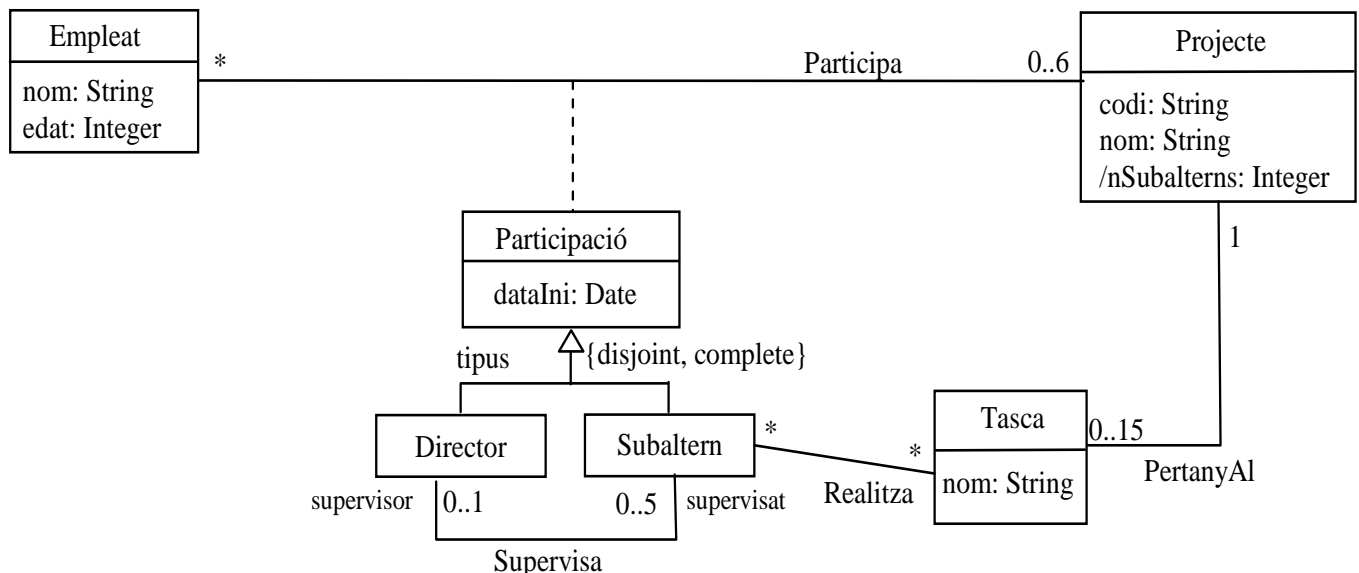 Empleat
nom: String
edat: Integer
*
Participa
0..6
Projecte
codi: String
nom: String
/nSubalterns: Integer
1
Participació
dataIni: Date
tipus
{disjoint, complete}
Director
Subaltern
*
*
Realitza
Tasca
nom: String
0..15
PertanyAl
supervisor
0..1
0..5
supervisat
Supervisa